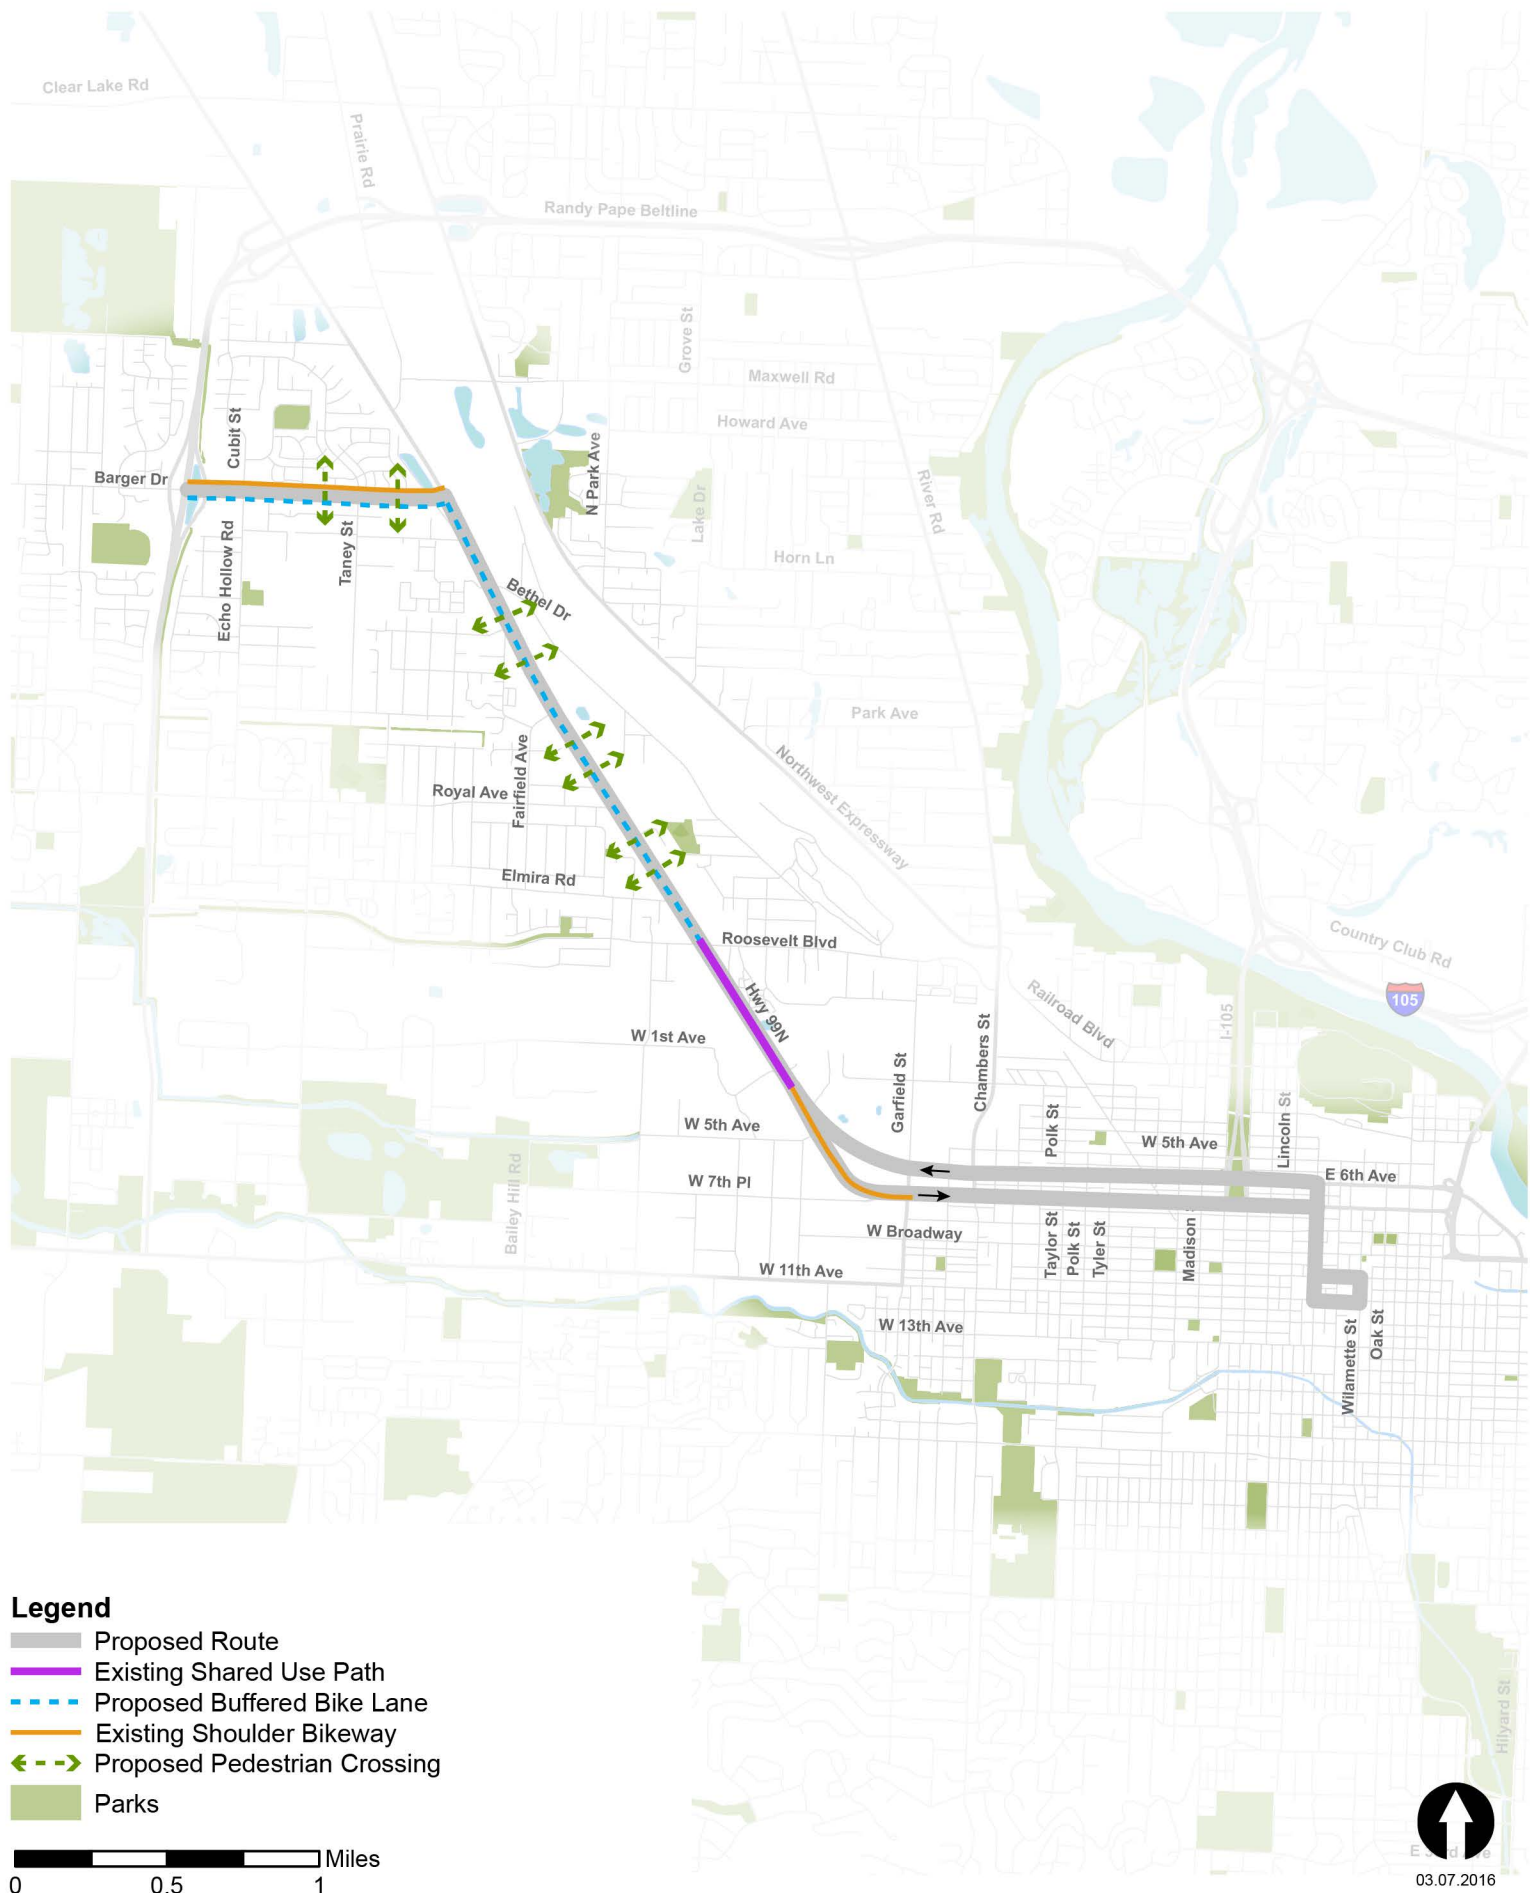 Clear Lake Rd
Prairie Rd
Randy Pape Beltline
Grove St
Maxwell Rd
Howard Ave
Cubit St
N Park Ave
Barger Dr
Lake Dr
River Rd
Echo Hollow Rd
Taney St
Horn Ln
Bethel Dr
Park Ave
Fairfield Ave
Northwest Expressway
Royal Ave
Elmira Rd
Roosevelt Blvd
Country Club Rd
Hwy 99N
Railroad Blvd
105
I-105
W 1st Ave
Garfield St
Chambers St
Polk St
Lincoln St
W 5th Ave
W 5th Ave
Bailey Hill Rd
W 7th Pl
E 6th Ave
W Broadway
Taylor St
Polk St
Tyler St
Madison
W 11th Ave
W 13th Ave
Wilamette St
Oak St
Hilyard St
Legend
Proposed Route
Existing Shared Use Path
Proposed Buffered Bike Lane
Existing Shoulder Bikeway
Proposed Pedestrian Crossing
Parks
Miles
0 0.5 1
03.07.2016